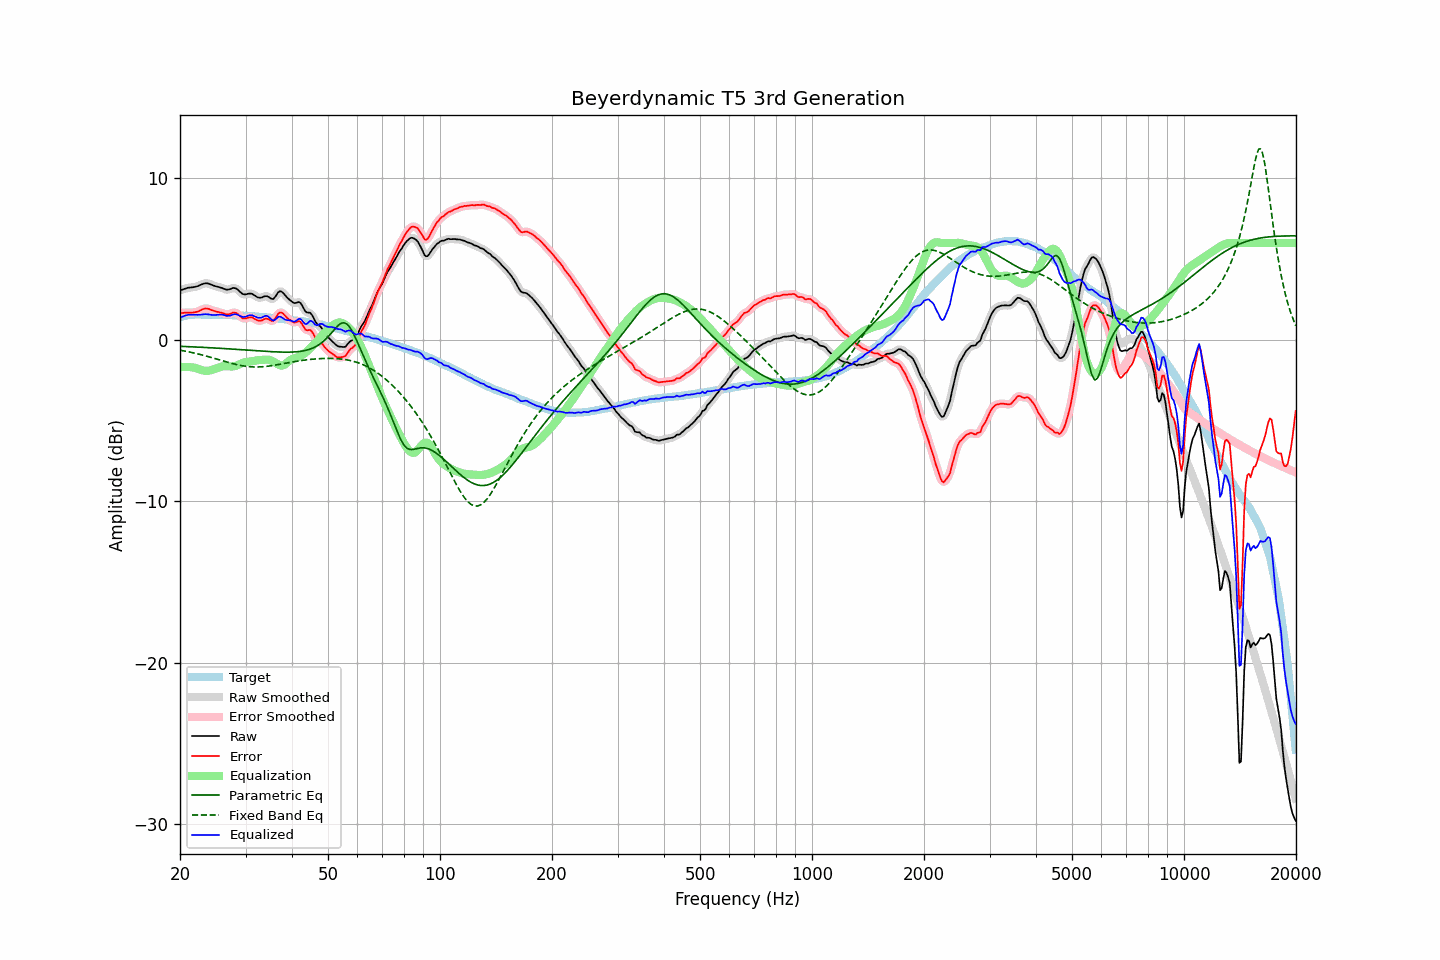 Beyerdynamic T5 3rd Generation
Amplitude (dBr)
10
0
−10
−20
−30
Target
Raw Smoothed
Error Smoothed
Raw
Error
Equalization
Parametric Eq
Fixed Band Eq
Equalized
20 50 100 200 500 1000 2000 5000 10000 20000
Frequency (Hz)